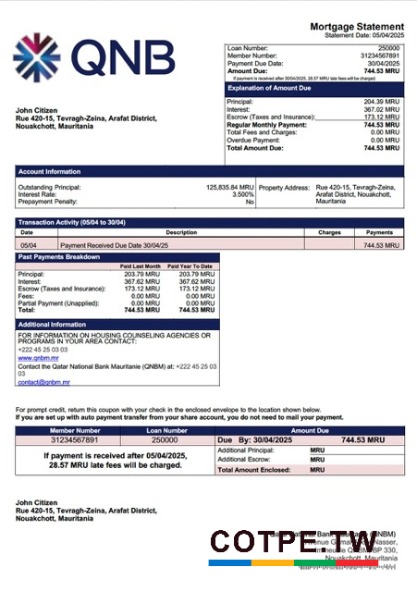 QNB
Mortgage Statement
Statement Date: 05/04/2025
Loan Number: 250000
Member Number: 31234567891
Payment Due Date: 30/04/2025
Amount Due: 744.53 MRU
If payment is received after 30/04/2025, 28.57 MRU late fees will be charged.
John Citizen
Rue 420-15, Tevragh-Zeina, Arafat District,
Nouakchott, Mauritania
Explanation of Amount Due
Principal: 204.39 MRU
Interest: 367.02 MRU
Escrow (Taxes and Insurance): 173.12 MRU
Regular Monthly Payment: 744.53 MRU
Total Fees and Charges: 0.00 MRU
Overdue Payment: 0.00 MRU
Total Amount Due: 744.53 MRU
Account Information
Outstanding Principal: 125,835.84 MRU
Interest Rate: 3.500%
Prepayment Penalty: No
Property Address: Rue 420-15, Tevragh-Zeina,
Arafat District, Nouakchott,
Mauritania
Transaction Activity (05/04 to 30/04)
Date Description Charges Payments
05/04 Payment Received Due Date 30/04/25 744.53 MRU
Past Payments Breakdown
Paid Last Month Paid Year To Date
Principal: 203.79 MRU 203.79 MRU
Interest: 367.62 MRU 367.62 MRU
Escrow (Taxes and Insurance): 173.12 MRU 173.12 MRU
Fees: 0.00 MRU 0.00 MRU
Partial Payment (Unapplied): 0.00 MRU 0.00 MRU
Total: 744.53 MRU 744.53 MRU
Additional Information
FOR INFORMATION ON HOUSING COUNSELING AGENCIES OR
PROGRAMS IN YOUR AREA CONTACT:
+222 45 25 03 03
www.qnbm.mr
Contact the Qatar National Bank Mauritanie (QNBM) at: +222 45 25 03
03
contact@qnbm.mr
For prompt credit, return this coupon with your check in the enclosed envelope to the location shown below.
If you are set up with auto payment transfer from your share account, you do not need to mail your payment.
Member Number Loan Number Amount Due
31234567891 250000 Due By: 30/04/2025 744.53 MRU
If payment is received after 05/04/2025,
28.57 MRU late fees will be charged.
Additional Principal: MRU
Additional Escrow: MRU
Total Amount Enclosed: MRU
John Citizen
Rue 420-15, Tevragh-Zeina, Arafat District,
Nouakchott, Mauritania
COTPE.TW
Nouakchott, Mauritania